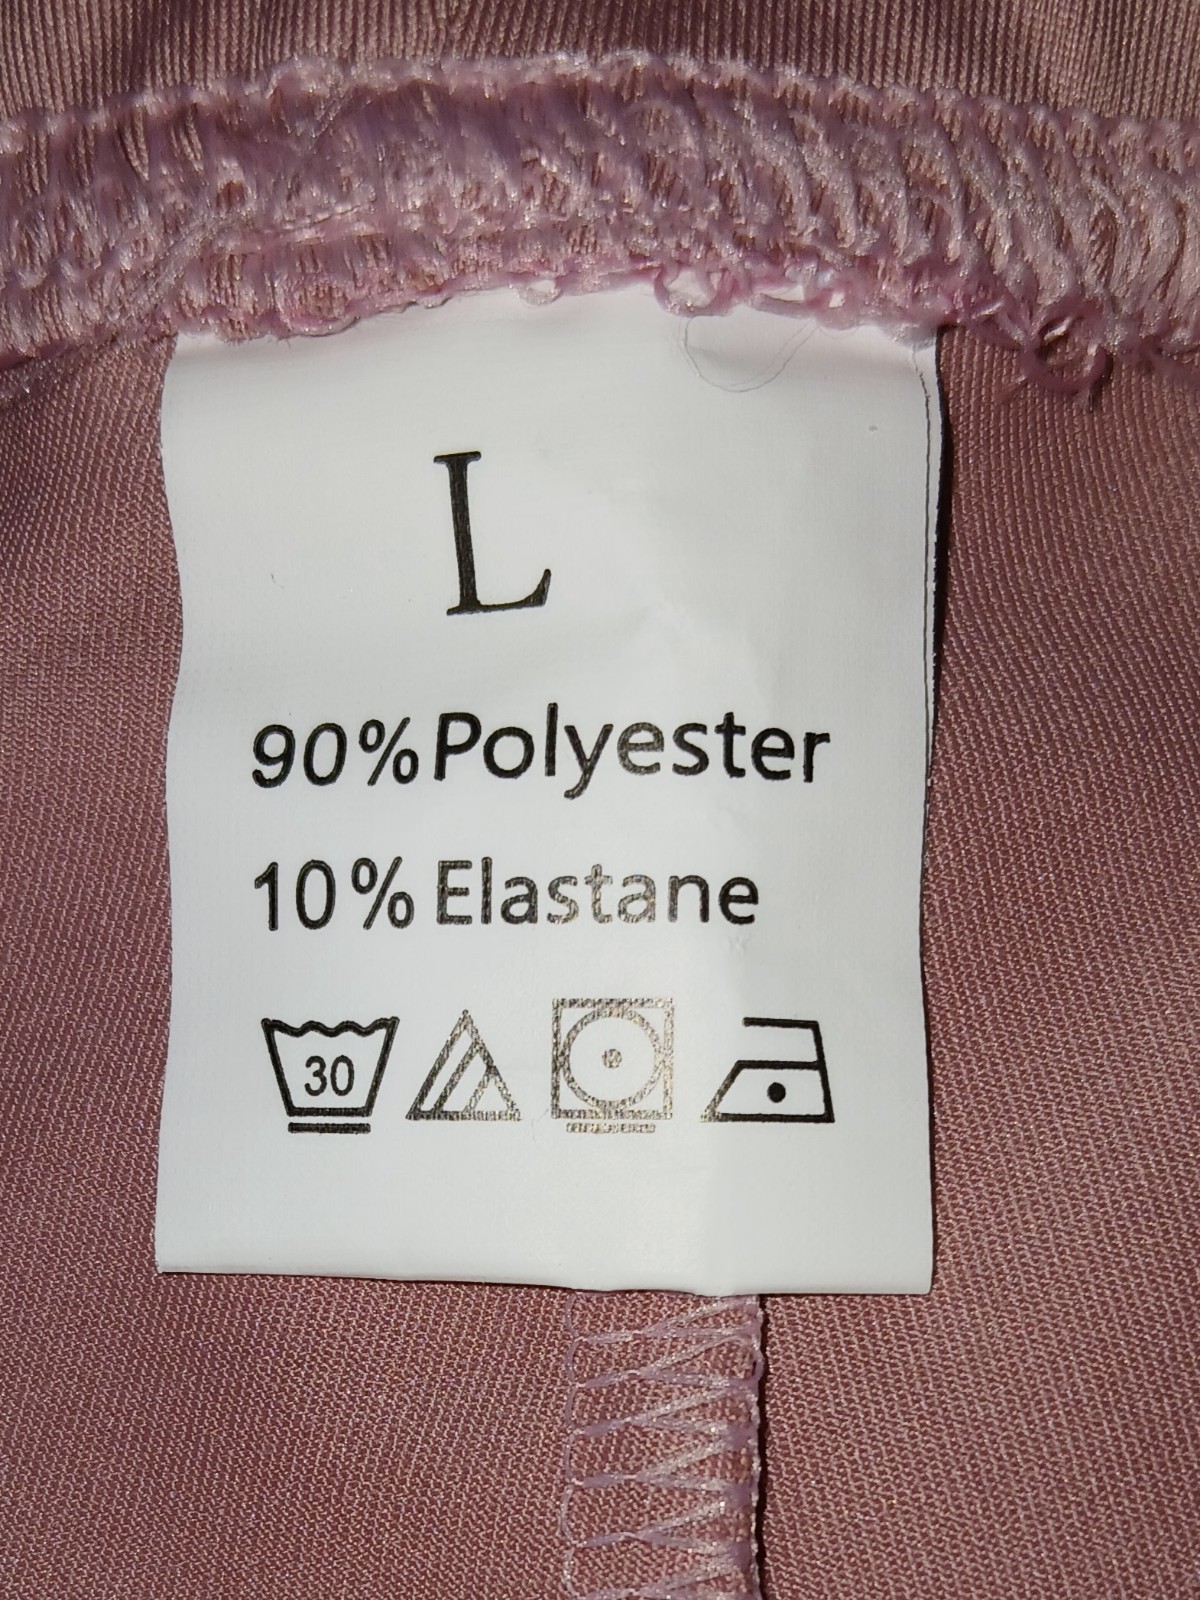 L
90% Polyester
10% Elastane
30